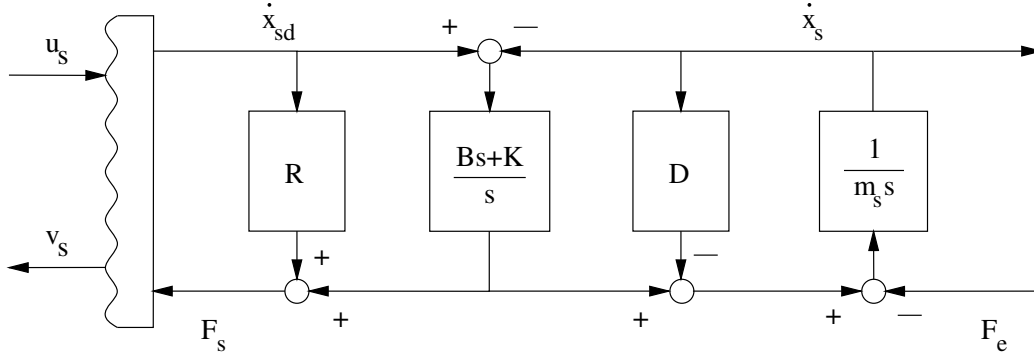 ẋ_sd
ẋ_s
+
—
u_s
R
Bs+K
s
D
1
m_s s
v_s
+
—
+
+
+
—
F_s
F_e